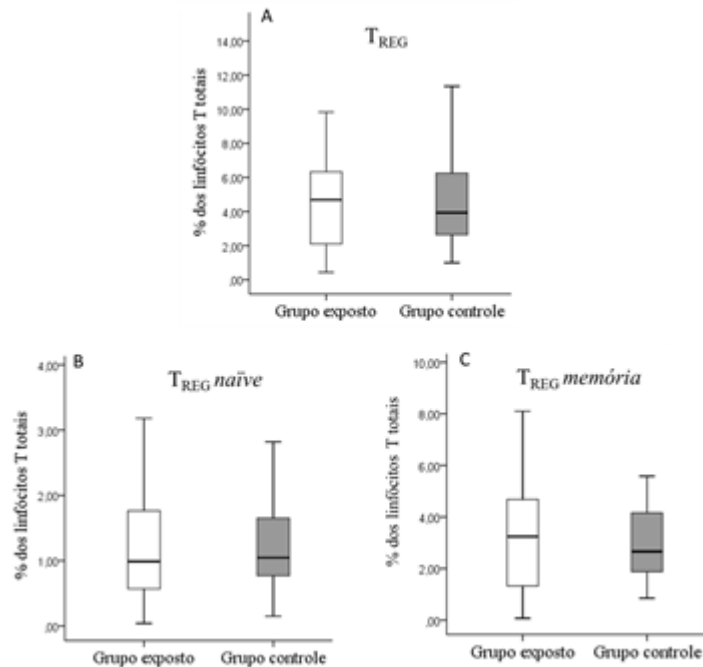 A
T_REG
% dos linfócitos T totais
14,00
12,00
10,00
8,00
6,00
4,00
2,00
,00
Grupo exposto Grupo controle
B
T_REG naïve
% dos linfócitos T totais
4,00
3,00
2,00
1,00
,00
Grupo exposto Grupo controle
C
T_REG memória
% dos linfócitos T totais
10,00
8,00
6,00
4,00
2,00
,00
Grupo exposto Grupo controle